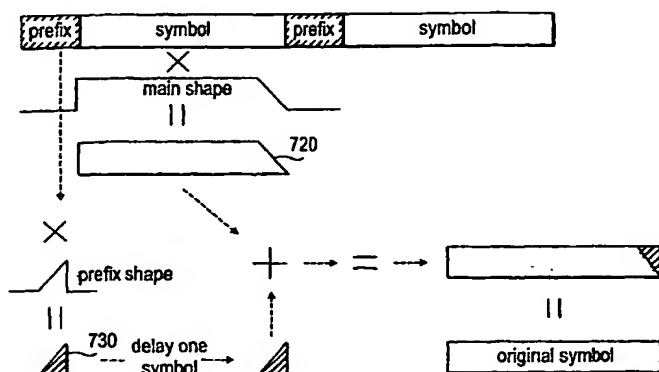 prefix symbol prefix symbol
main shape
720
prefix shape
730
delay one
symbol
original symbol